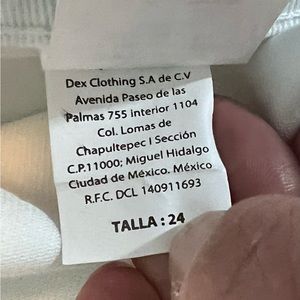 Dex Clothing S.A de C.V
Avenida Paseo de las
Palmas 755 Interior 1104
Col. Lomas de
Chapultepec I Sección
C.P.11000; Miguel Hidalgo
Ciudad de México. México
R.F.C. DCL 140911693
TALLA : 24